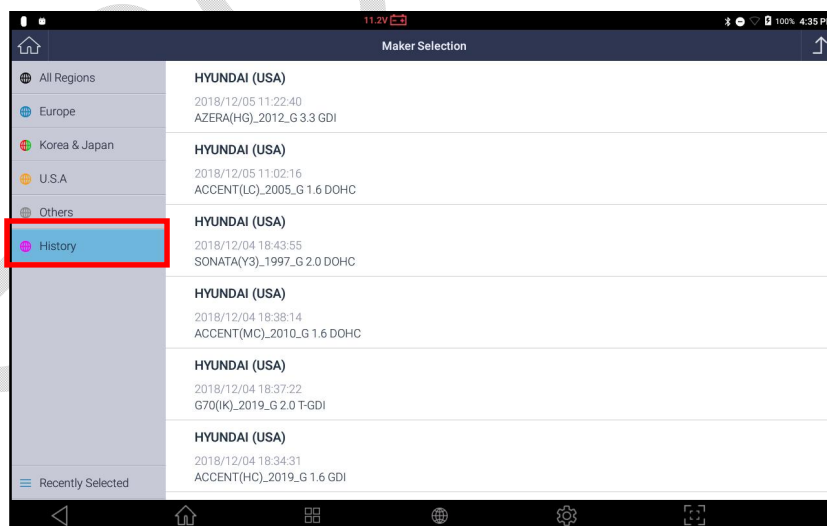 11.2V
100% 4:35 PM
Maker Selection
All Regions
Europe
Korea & Japan
U.S.A
Others
History
Recently Selected
HYUNDAI (USA)
2018/12/05 11:22:40
AZERA(HG)_2012_G 3.3 GDI
HYUNDAI (USA)
2018/12/05 11:02:16
ACCENT(LC)_2005_G 1.6 DOHC
HYUNDAI (USA)
2018/12/04 18:43:55
SONATA(Y3)_1997_G 2.0 DOHC
HYUNDAI (USA)
2018/12/04 18:38:14
ACCENT(MC)_2010_G 1.6 DOHC
HYUNDAI (USA)
2018/12/04 18:37:22
G70(IK)_2019_G 2.0 T-GDI
HYUNDAI (USA)
2018/12/04 18:34:31
ACCENT(HC)_2019_G 1.6 GDI